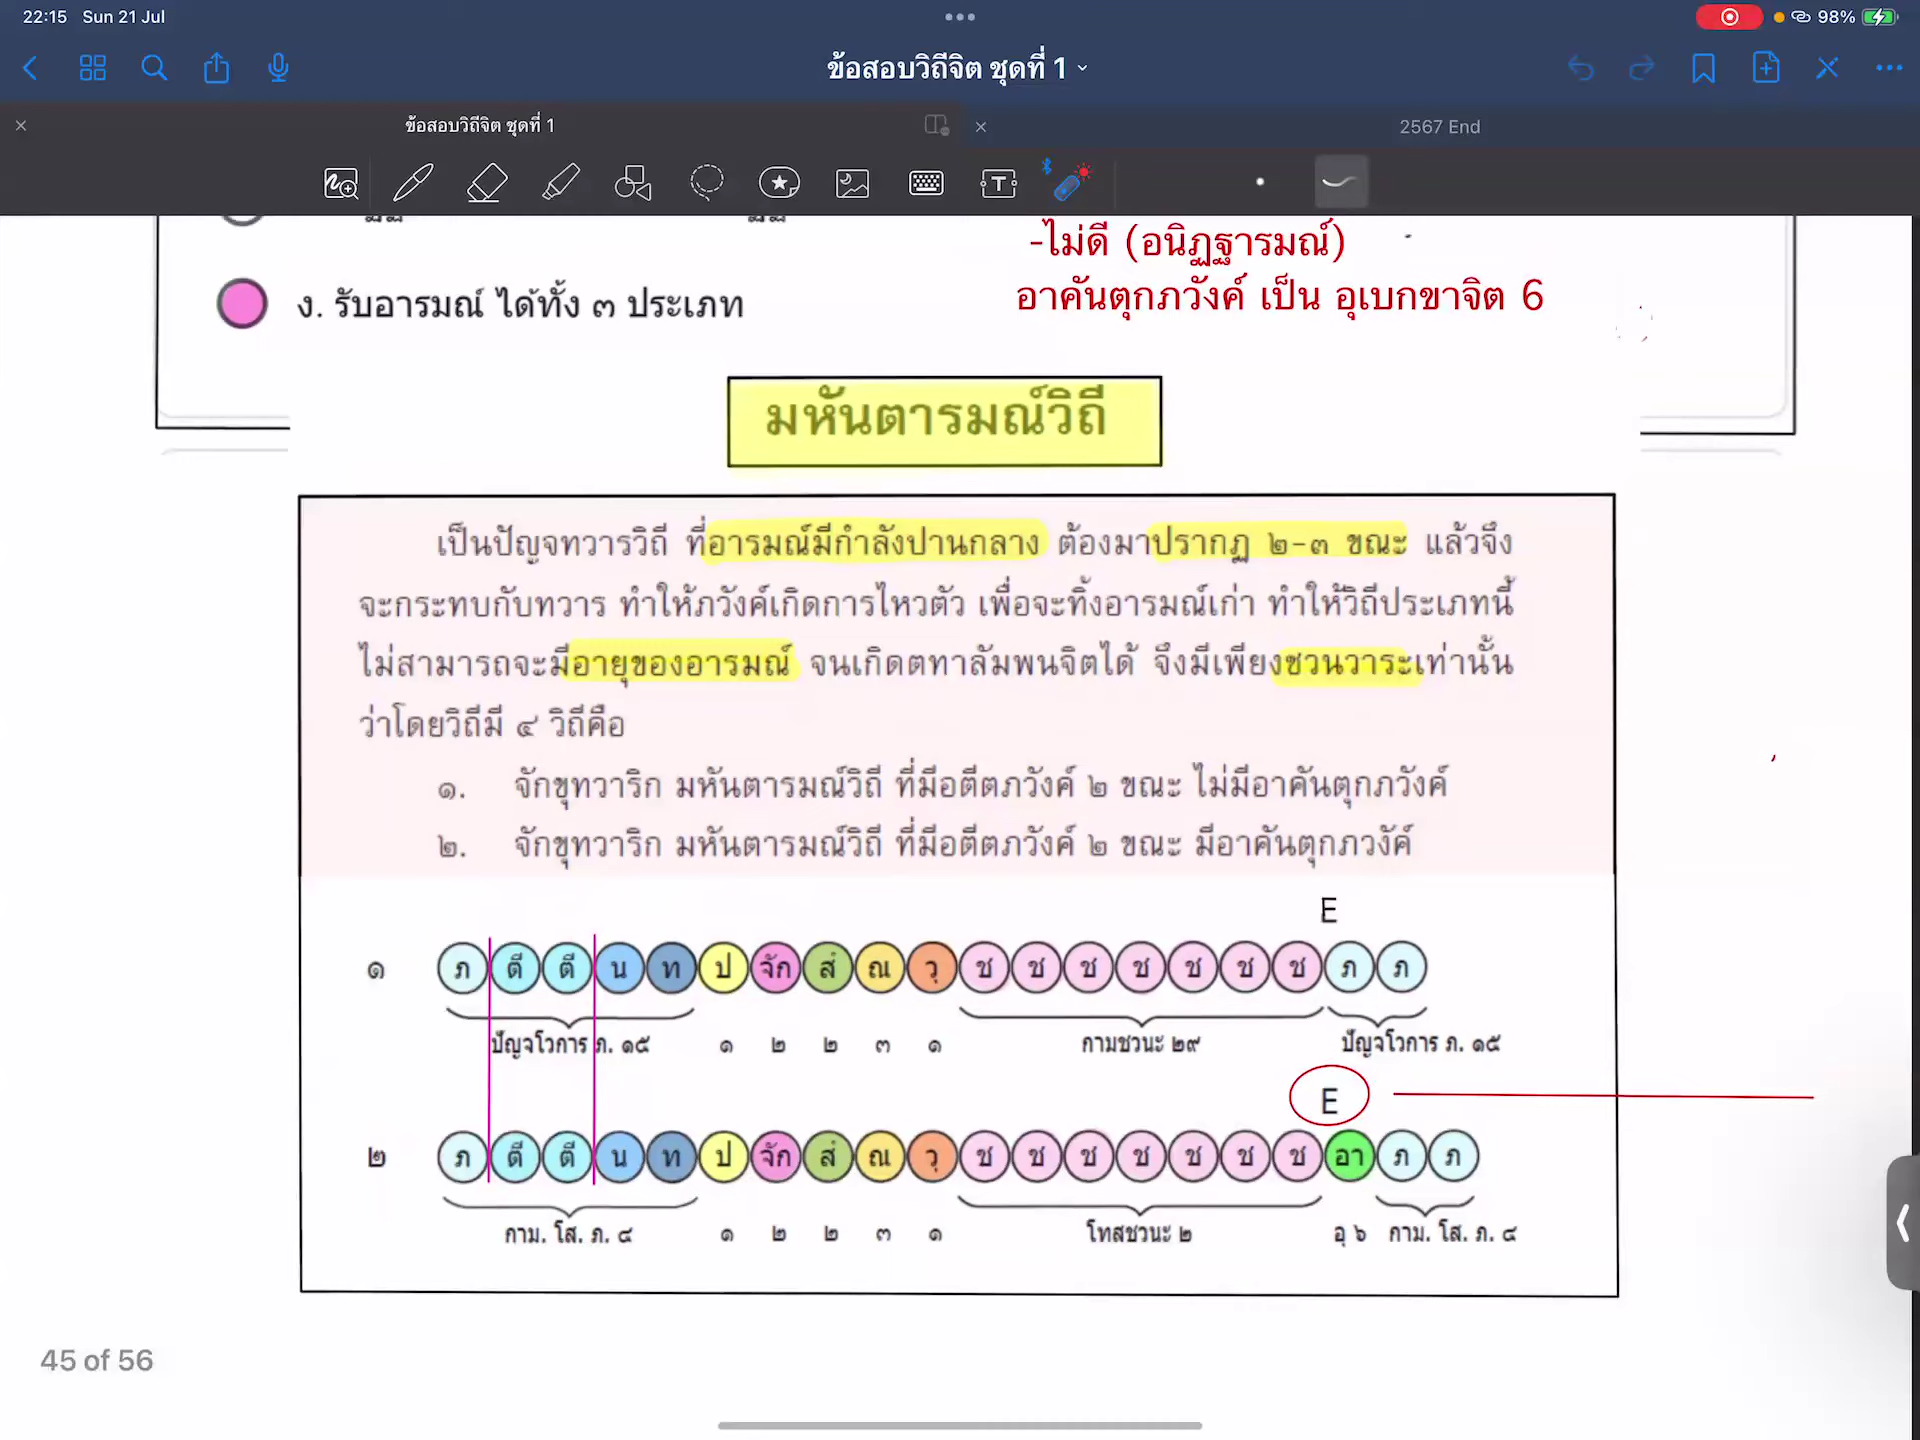 22:15 Sun 21 Jul
98%
ข้อสอบวิถีจิต ชุดที่ 1
ข้อสอบวิถีจิต ชุดที่ 1
2567 End
-ไม่ดี (อนิฏฐารมณ์)
ง. รับอารมณ์ ได้ทั้ง ๓ ประเภท
อาคันตุกภวังค์ เป็น อุเบกขาจิต 6
มหันตารมณ์วิถี
เป็นปัญจทวารวิถี ที่อารมณ์มีกำลังปานกลาง ต้องมาปรากฏ ๒-๓ ขณะ แล้วจึง
จะกระทบกับทวาร ทำให้ภวังค์เกิดการไหวตัว เพื่อจะทิ้งอารมณ์เก่า ทำให้วิถีประเภทนี้
ไม่สามารถจะมีอายุของอารมณ์ จนเกิดตทาลัมพนจิตได้ จึงมีเพียงชวนวาระเท่านั้น
ว่าโดยวิถีมี ๔ วิถีคือ
๑. จักขุทวาริก มหันตารมณ์วิถี ที่มีอตีตภวังค์ ๒ ขณะ ไม่มีอาคันตุกภวังค์
๒. จักขุทวาริก มหันตารมณ์วิถี ที่มีอตีตภวังค์ ๒ ขณะ มีอาคันตุกภวังค์
E
๑ ภ ตี ตี น ท ป จัก สํ ณ วุ ช ช ช ช ช ช ช ภ ภ
ปัญจโวการ ภ. ๑๕ ๑ ๒ ๒ ๓ ๑ กามชวนะ ๒๙ ปัญจโวการ ภ. ๑๕
E
๒ ภ ตี ตี น ท ป จัก สํ ณ วุ ช ช ช ช ช ช ช อา ภ ภ
กาม. โส. ภ. ๔ ๑ ๒ ๒ ๓ ๑ โทสชวนะ ๒ อุ ๖ กาม. โส. ภ. ๔
45 of 56